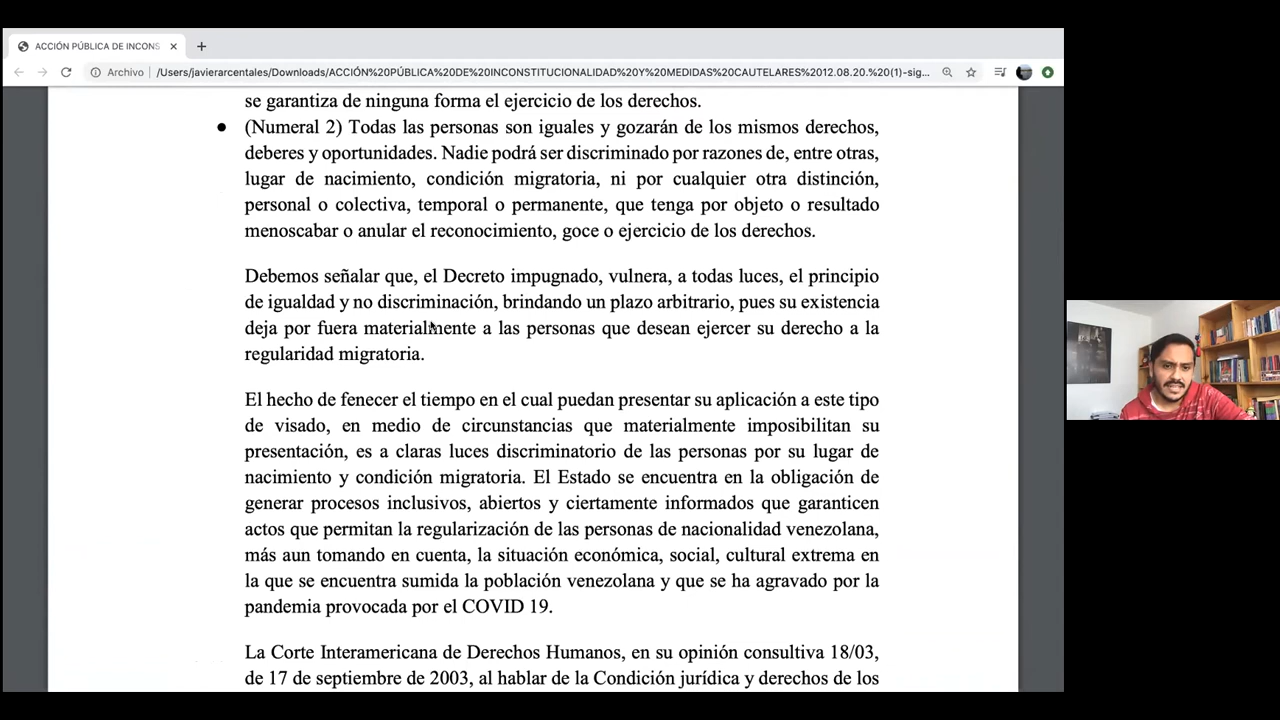 ACCIÓN PÚBLICA DE INCONS
Archivo /Users/javierarcentales/Downloads/ACCIÓN%20PÚBLICA%20DE%20INCONSTITUCIONALIDAD%20Y%20MEDIDAS%20CAUTELARES%2012.08.20.%20(1)-sig...
se garantiza de ninguna forma el ejercicio de los derechos.
● (Numeral 2) Todas las personas son iguales y gozarán de los mismos derechos,
deberes y oportunidades. Nadie podrá ser discriminado por razones de, entre otras,
lugar de nacimiento, condición migratoria, ni por cualquier otra distinción,
personal o colectiva, temporal o permanente, que tenga por objeto o resultado
menoscabar o anular el reconocimiento, goce o ejercicio de los derechos.
Debemos señalar que, el Decreto impugnado, vulnera, a todas luces, el principio
de igualdad y no discriminación, brindando un plazo arbitrario, pues su existencia
deja por fuera materialmente a las personas que desean ejercer su derecho a la
regularidad migratoria.
El hecho de fenecer el tiempo en el cual puedan presentar su aplicación a este tipo
de visado, en medio de circunstancias que materialmente imposibilitan su
presentación, es a claras luces discriminatorio de las personas por su lugar de
nacimiento y condición migratoria. El Estado se encuentra en la obligación de
generar procesos inclusivos, abiertos y ciertamente informados que garanticen
actos que permitan la regularización de las personas de nacionalidad venezolana,
más aun tomando en cuenta, la situación económica, social, cultural extrema en
la que se encuentra sumida la población venezolana y que se ha agravado por la
pandemia provocada por el COVID 19.
La Corte Interamericana de Derechos Humanos, en su opinión consultiva 18/03,
de 17 de septiembre de 2003, al hablar de la Condición jurídica y derechos de los